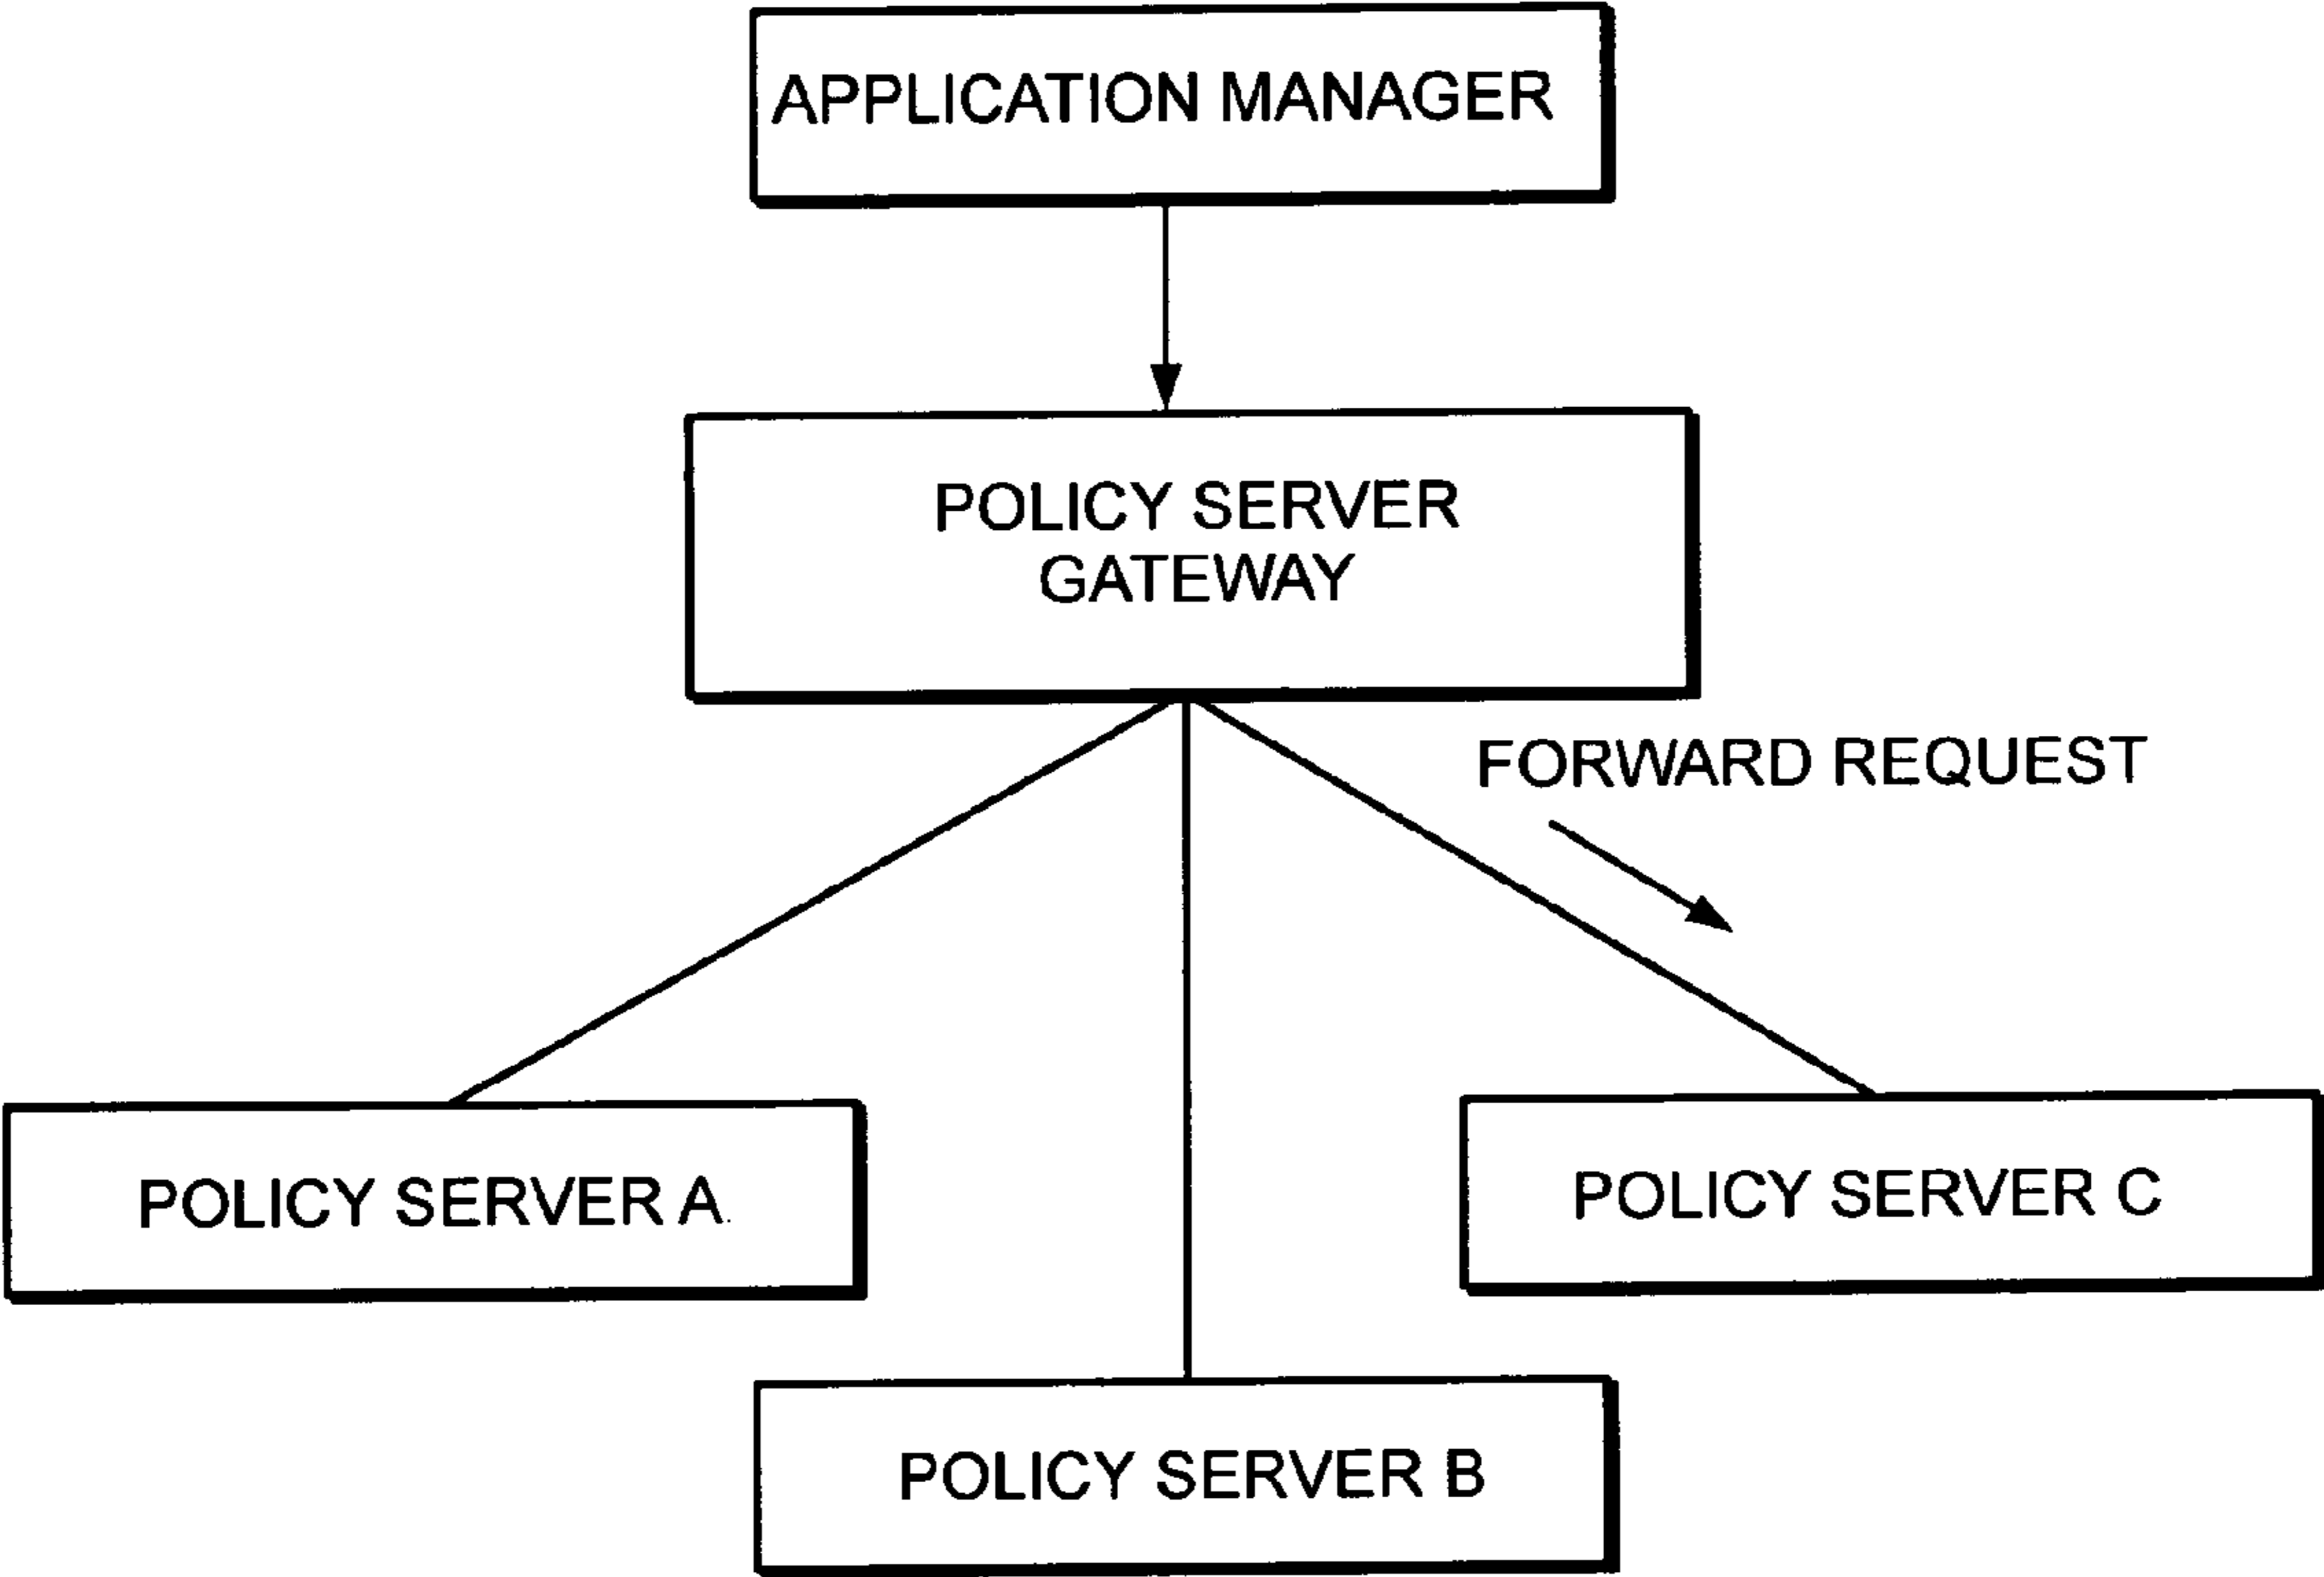 APPLICATION MANAGER
POLICY SERVER
GATEWAY
FORWARD REQUEST
POLICY SERVER A
POLICY SERVER C
POLICY SERVER B